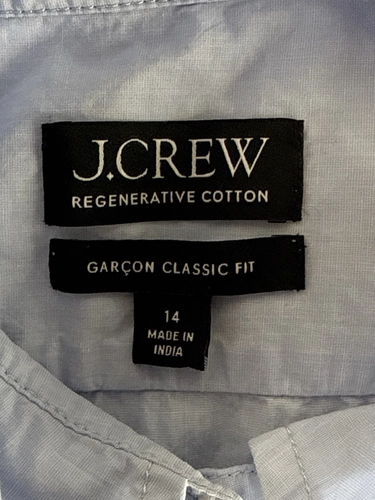 J.CREW
REGENERATIVE COTTON
GARÇON CLASSIC FIT
14
MADE IN
INDIA